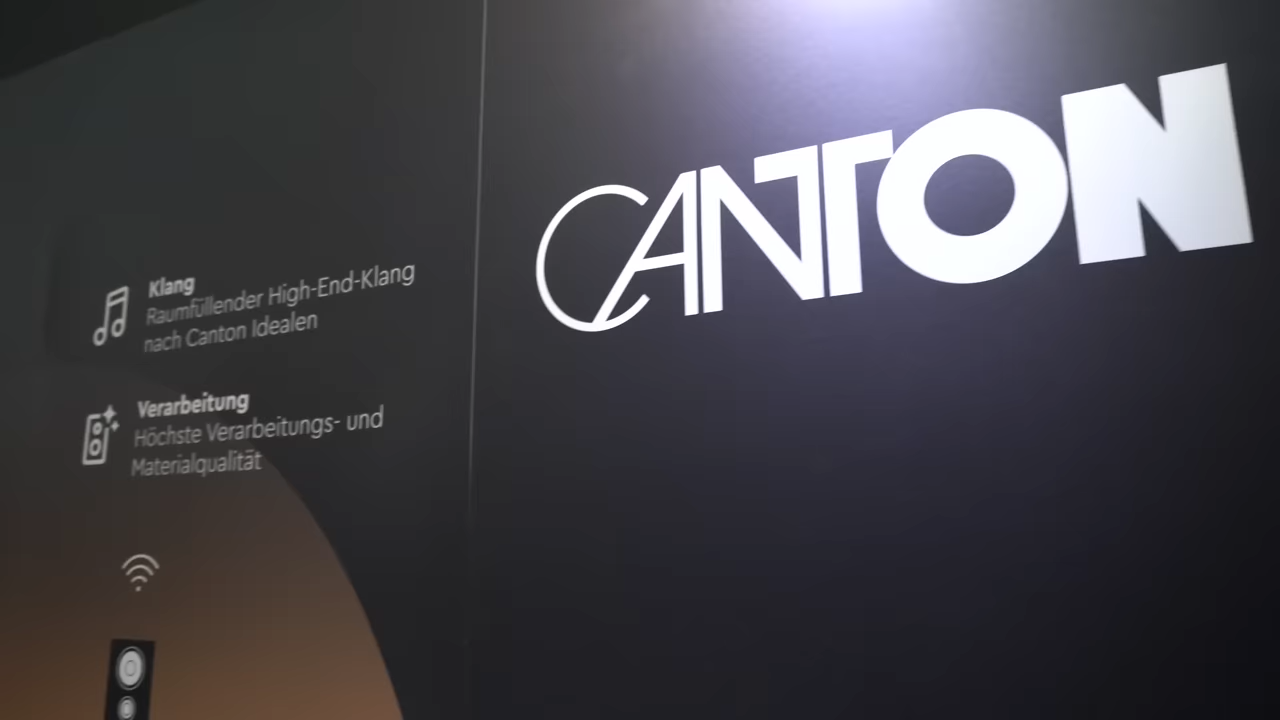 CANTON
Klang
Raumfüllender High-End-Klang
nach Canton Idealen
Verarbeitung
Höchste Verarbeitungs- und
Materialqualität